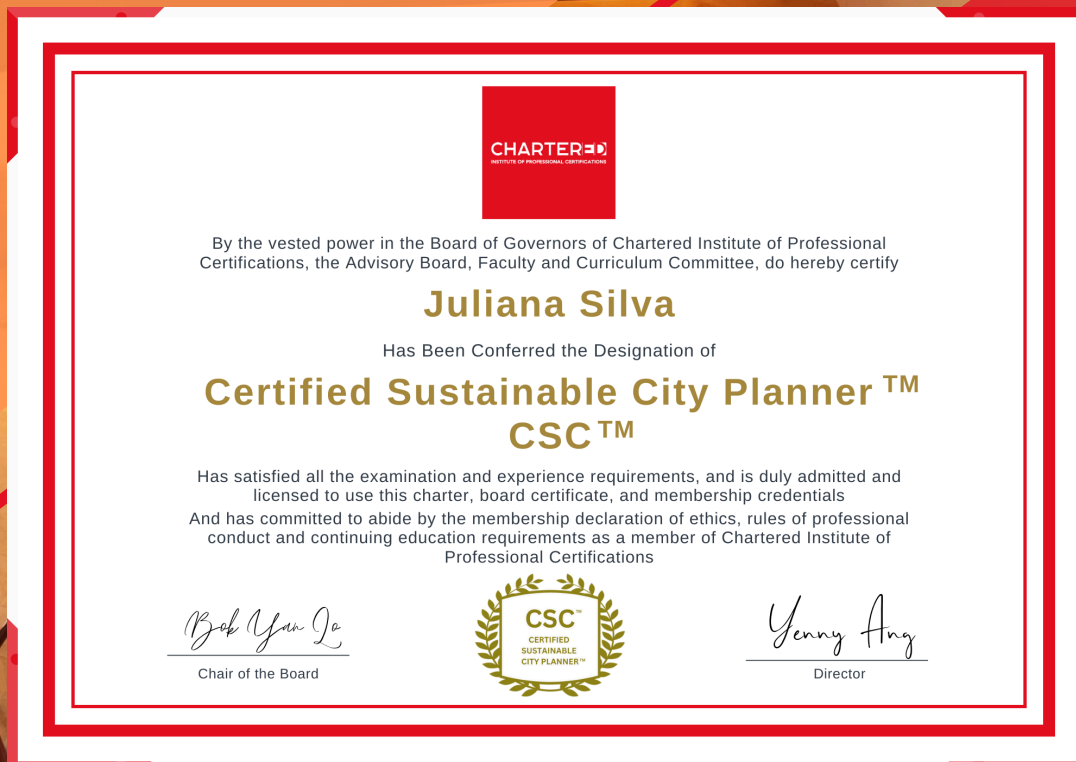 CHARTERED
INSTITUTE OF PROFESSIONAL CERTIFICATIONS
By the vested power in the Board of Governors of Chartered Institute of Professional
Certifications, the Advisory Board, Faculty and Curriculum Committee, do hereby certify
Juliana Silva
Has Been Conferred the Designation of
Certified Sustainable City Planner ™
CSC™
Has satisfied all the examination and experience requirements, and is duly admitted and
licensed to use this charter, board certificate, and membership credentials
And has committed to abide by the membership declaration of ethics, rules of professional
conduct and continuing education requirements as a member of Chartered Institute of
Professional Certifications
Bok Yan Lo
Chair of the Board
CSC™
CERTIFIED
SUSTAINABLE
CITY PLANNER™
Yenny Ang
Director